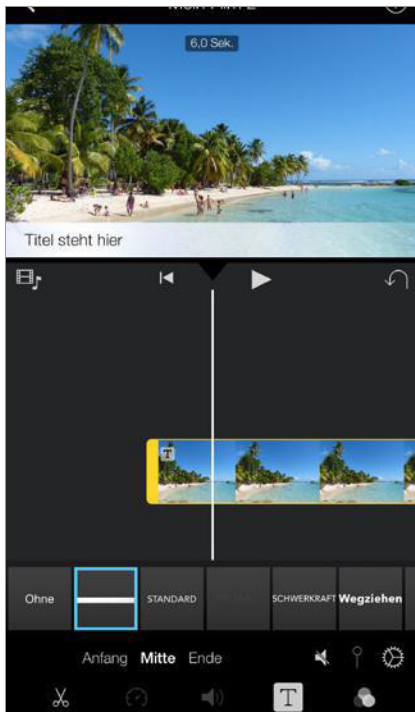 6,0 Sek.
Titel steht hier
T
Ohne
STANDARD
SCHWERKRAFT
Wegziehen
Anfang Mitte Ende
T